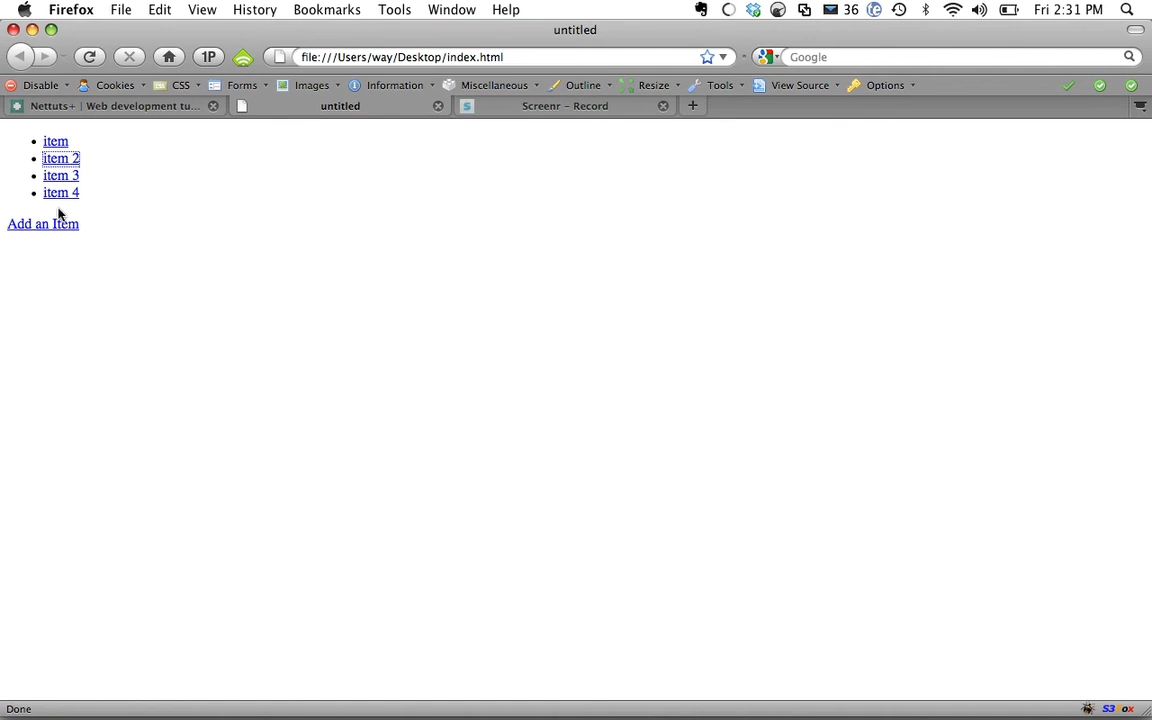 Firefox File Edit View History Bookmarks Tools Window Help 36 Fri 2:31 PM
untitled
1P file:///Users/way/Desktop/index.html Google
Disable Cookies CSS Forms Images Information Miscellaneous Outline Resize Tools View Source Options
Nettuts+ | Web development tu... untitled S Screenr – Record
item
item 2
item 3
item 4
Add an Item
Done